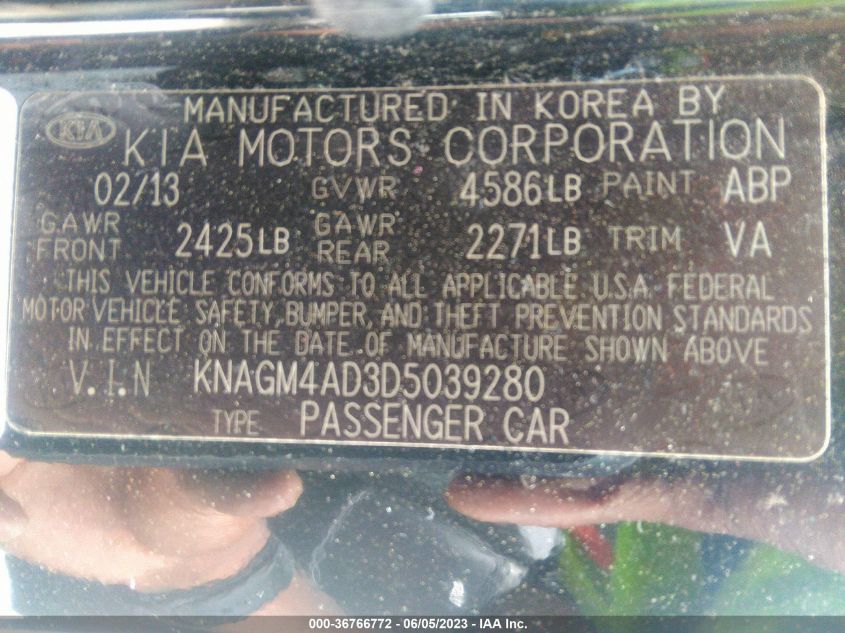 MANUFACTURED IN KOREA BY
KIA KIA MOTORS CORPORATION
02/13 GVWR 4586LB PAINT ABP
GAWR FRONT 2425LB GAWR REAR 2271LB TRIM VA
THIS VEHICLE CONFORMS TO ALL APPLICABLE U.S.A. FEDERAL
MOTOR VEHICLE SAFETY, BUMPER, AND THEFT PREVENTION STANDARDS
IN EFFECT ON THE DATE OF MANUFACTURE SHOWN ABOVE
V.I.N KNAGM4AD3D5039280
TYPE PASSENGER CAR
000-36766772 - 06/05/2023 - IAA Inc.